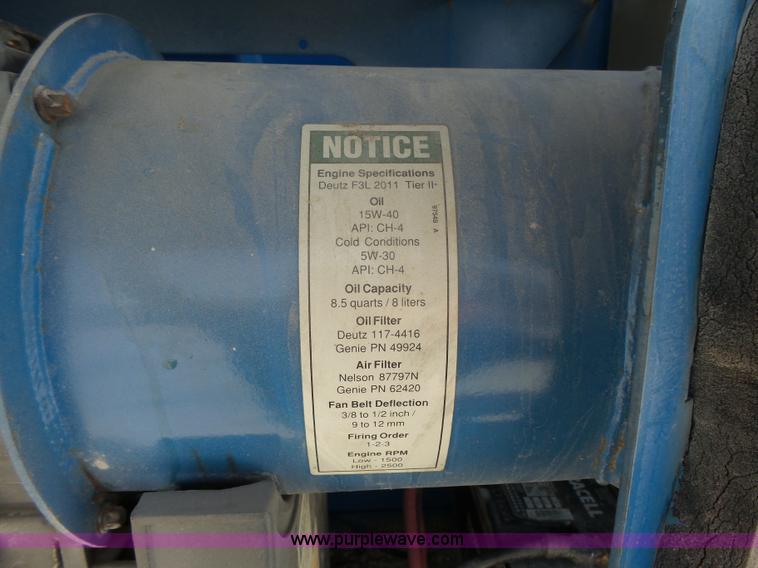 NOTICE
Engine Specifications
Deutz F3L 2011 Tier II
Oil
15W-40
API: CH-4
Cold Conditions
5W-30
API: CH-4
Oil Capacity
8.5 quarts / 8 liters
Oil Filter
Deutz 117-4416
Genie PN 49924
Air Filter
Nelson 87797N
Genie PN 62420
Fan Belt Deflection
3/8 to 1/2 inch /
9 to 12 mm
Firing Order
1-2-3
Engine RPM
Low - 1500
High - 2500
97549 A
www.purplewave.com